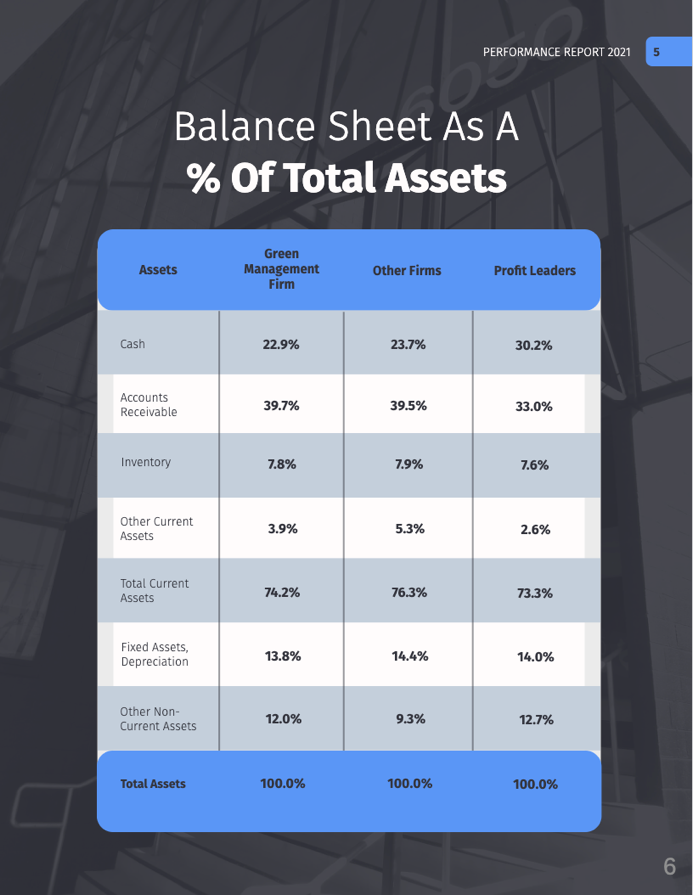 PERFORMANCE REPORT 2021 5
6050
Balance Sheet As A
% Of Total Assets
Assets Green Management Firm Other Firms Profit Leaders
Cash 22.9% 23.7% 30.2%
Accounts Receivable 39.7% 39.5% 33.0%
Inventory 7.8% 7.9% 7.6%
Other Current Assets 3.9% 5.3% 2.6%
Total Current Assets 74.2% 76.3% 73.3%
Fixed Assets, Depreciation 13.8% 14.4% 14.0%
Other Non-Current Assets 12.0% 9.3% 12.7%
Total Assets 100.0% 100.0% 100.0%
6